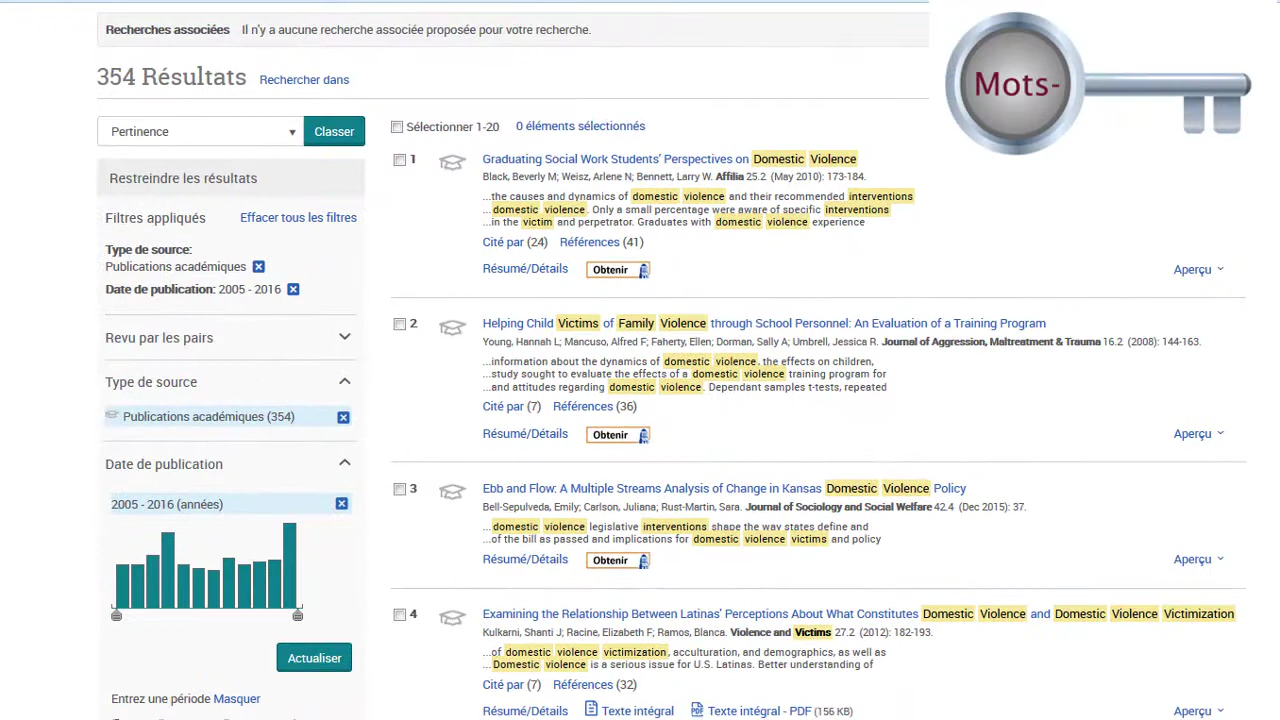 Recherches associées Il n'y a aucune recherche associée proposée pour votre recherche.
Mots-
354 Résultats Rechercher dans
Pertinence Classer
Sélectionner 1-20 0 éléments sélectionnés
Restreindre les résultats
Filtres appliqués Effacer tous les filtres
Type de source:
Publications académiques
Date de publication: 2005 - 2016
Revu par les pairs
Type de source
Publications académiques (354)
Date de publication
2005 - 2016 (années)
Actualiser
Entrez une période Masquer
1 Graduating Social Work Students' Perspectives on Domestic Violence
Black, Beverly M; Weisz, Arlene N; Bennett, Larry W. Affilia 25.2 (May 2010): 173-184.
...the causes and dynamics of domestic violence and their recommended interventions
...domestic violence. Only a small percentage were aware of specific interventions
...in the victim and perpetrator. Graduates with domestic violence experience
Cité par (24) Références (41)
Résumé/Détails Obtenir Aperçu
2 Helping Child Victims of Family Violence through School Personnel: An Evaluation of a Training Program
Young, Hannah L; Mancuso, Alfred F; Faherty, Ellen; Dorman, Sally A; Umbrell, Jessica R. Journal of Aggression, Maltreatment & Trauma 16.2 (2008): 144-163.
...information about the dynamics of domestic violence, the effects on children,
...study sought to evaluate the effects of a domestic violence training program for
...and attitudes regarding domestic violence. Dependant samples t-tests, repeated
Cité par (7) Références (36)
Résumé/Détails Obtenir Aperçu
3 Ebb and Flow: A Multiple Streams Analysis of Change in Kansas Domestic Violence Policy
Bell-Sepulveda, Emily; Carlson, Juliana; Rust-Martin, Sara. Journal of Sociology and Social Welfare 42.4 (Dec 2015): 37.
...domestic violence legislative interventions shape the way states define and
...of the bill as passed and implications for domestic violence victims and policy
Résumé/Détails Obtenir Aperçu
4 Examining the Relationship Between Latinas' Perceptions About What Constitutes Domestic Violence and Domestic Violence Victimization
Kulkarni, Shanti J; Racine, Elizabeth F; Ramos, Blanca. Violence and Victims 27.2 (2012): 182-193.
...of domestic violence victimization, acculturation, and demographics, as well as
...Domestic violence is a serious issue for U.S. Latinas. Better understanding of
Cité par (7) Références (32)
Résumé/Détails Texte intégral Texte intégral - PDF (156 KB) Aperçu